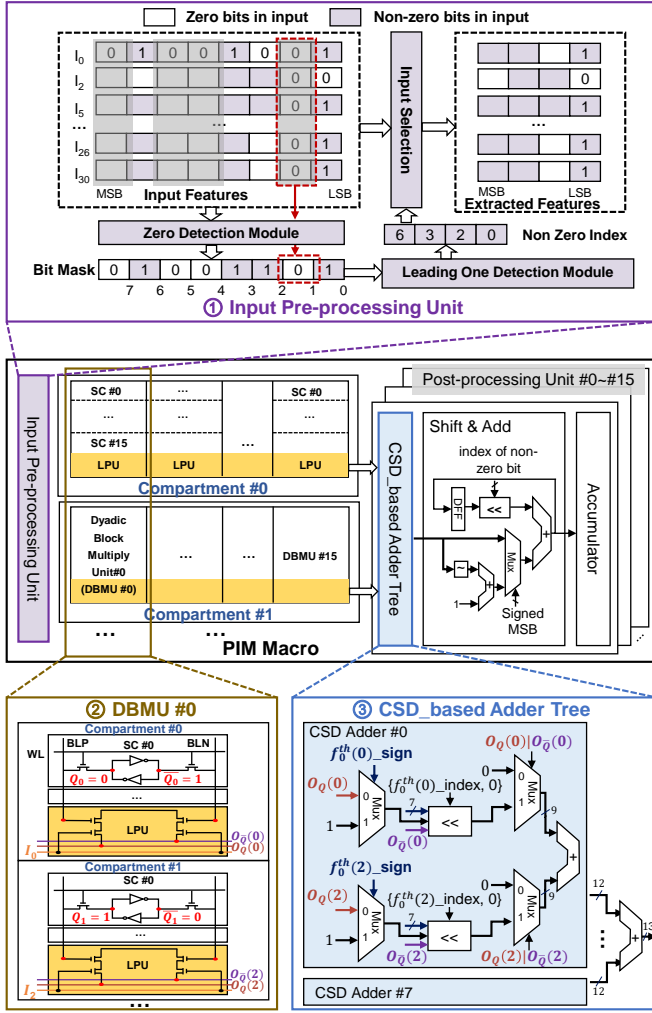 Zero bits in input
Non-zero bits in input
I0 0 1 0 0 1 0 0 1
I2 0 0
I5 0 1
... ...
I26 0 1
I30 0 1
MSB LSB
Input Features
Input Selection
1
0
1
...
1
1
MSB LSB
Extracted Features
Zero Detection Module
6 3 2 0
Non Zero Index
Bit Mask 0 1 0 0 1 1 0 1
7 6 5 4 3 2 1 0
Leading One Detection Module
① Input Pre-processing Unit
Input Pre-processing Unit
SC #0 ... SC #0
... ... ...
SC #15 ...
LPU LPU LPU
Compartment #0
Dyadic
Block
Multiply
Unit#0
(DBMU #0)
... ... DBMU #15
Compartment #1
... ...
PIM Macro
Post-processing Unit #0~#15
CSD_based Adder Tree
Shift & Add
index of non-
zero bit
DFF
<<
+
Mux
~
+
1
Signed
MSB
Accumulator
...
② DBMU #0
Compartment #0
WL BLP SC #0 BLN
Q0 = 0 Q̅0 = 1
...
LPU
OQ̅(0)
OQ(0)
I0
Compartment #1
SC #0
Q1 = 1 Q̅1 = 0
...
LPU
OQ̅(2)
OQ(2)
I2
...
③ CSD_based Adder Tree
CSD Adder #0
OQ(0)|OQ̅(0)
f0th(0)_sign
OQ(0)
0
Mux
1
1
{f0th(0)_index, 0}
7
<<
OQ̅(0)
0
0
Mux
1
9
+
f0th(2)_sign
OQ(2)
0
Mux
1
1
{f0th(2)_index, 0}
7
<<
OQ̅(2)
0
0
Mux
1
9
OQ(2)|OQ̅(2)
12
...
+
13
12
CSD Adder #7